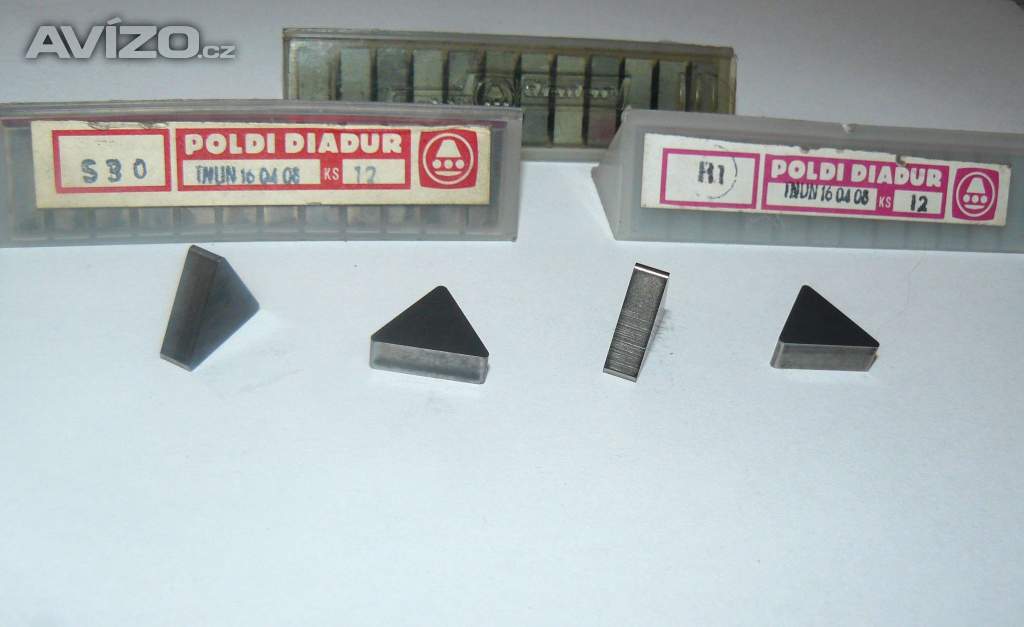 AVÍZO.cz
S30
POLDI DIADUR
TNUN 16 04 08 KS 12
H1
POLDI DIADUR
TNUN 16 04 08 KS 12